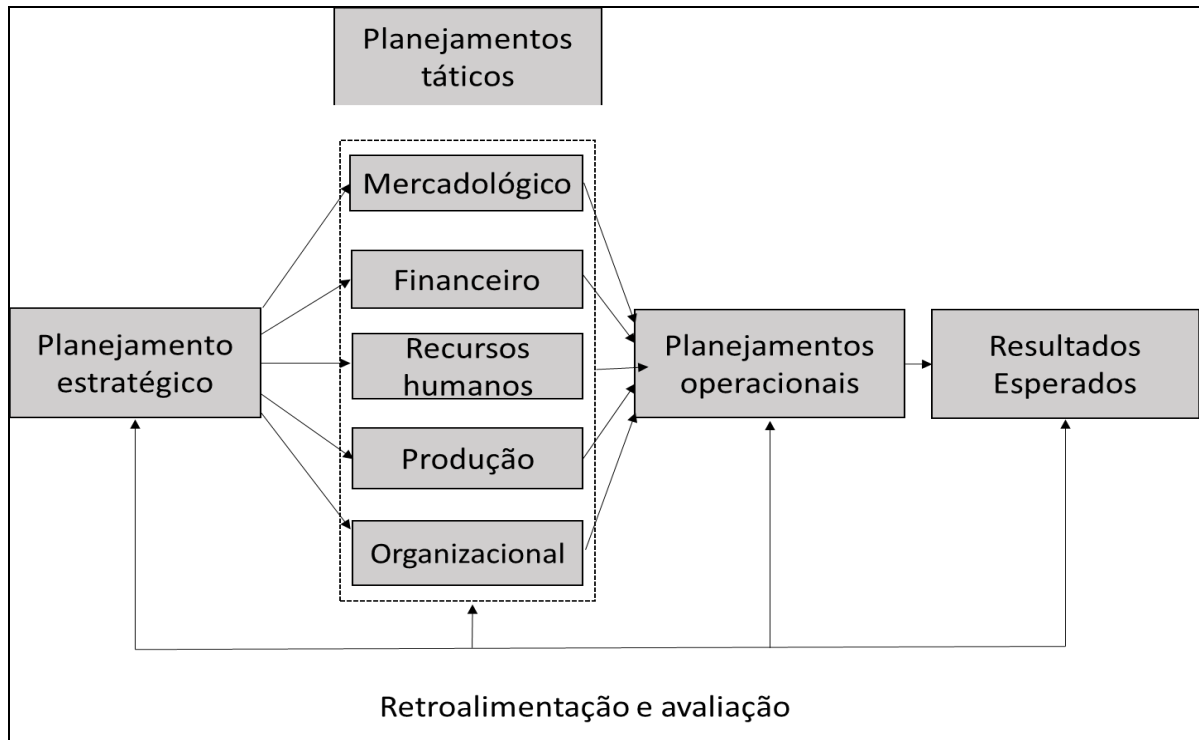 Planejamentos
táticos
Mercadológico
Financeiro
Planejamento
estratégico
Recursos
humanos
Planejamentos
operacionais
Resultados
Esperados
Produção
Organizacional
Retroalimentação e avaliação